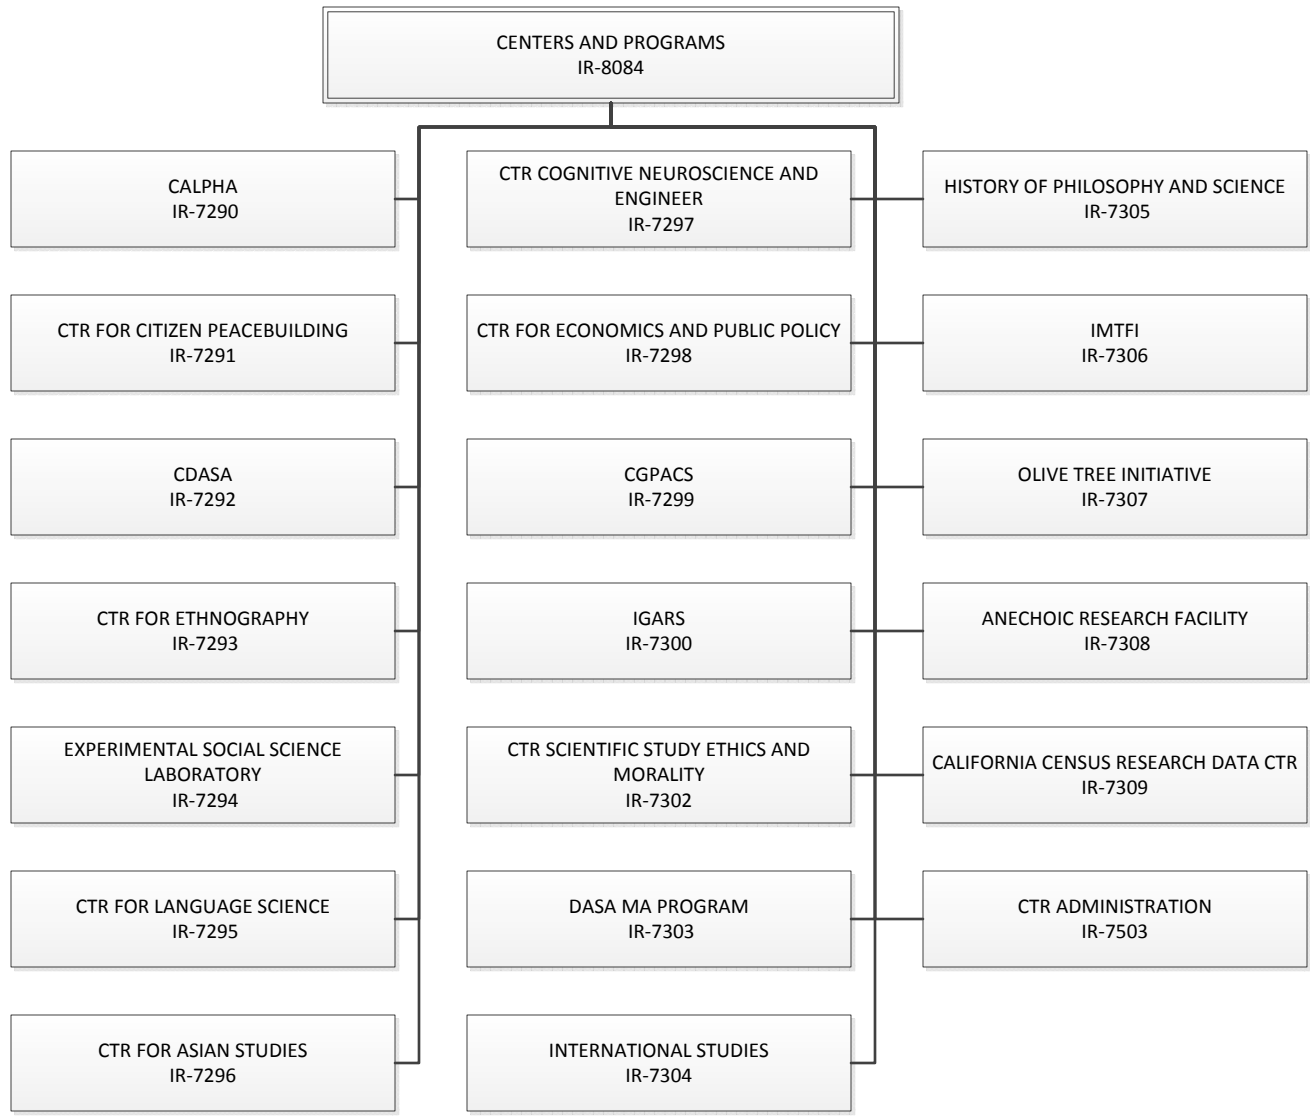 CENTERS AND PROGRAMS
IR-8084
CALPHA
IR-7290
CTR COGNITIVE NEUROSCIENCE AND
ENGINEER
IR-7297
HISTORY OF PHILOSOPHY AND SCIENCE
IR-7305
CTR FOR CITIZEN PEACEBUILDING
IR-7291
CTR FOR ECONOMICS AND PUBLIC POLICY
IR-7298
IMTFI
IR-7306
CDASA
IR-7292
CGPACS
IR-7299
OLIVE TREE INITIATIVE
IR-7307
CTR FOR ETHNOGRAPHY
IR-7293
IGARS
IR-7300
ANECHOIC RESEARCH FACILITY
IR-7308
EXPERIMENTAL SOCIAL SCIENCE
LABORATORY
IR-7294
CTR SCIENTIFIC STUDY ETHICS AND
MORALITY
IR-7302
CALIFORNIA CENSUS RESEARCH DATA CTR
IR-7309
CTR FOR LANGUAGE SCIENCE
IR-7295
DASA MA PROGRAM
IR-7303
CTR ADMINISTRATION
IR-7503
CTR FOR ASIAN STUDIES
IR-7296
INTERNATIONAL STUDIES
IR-7304